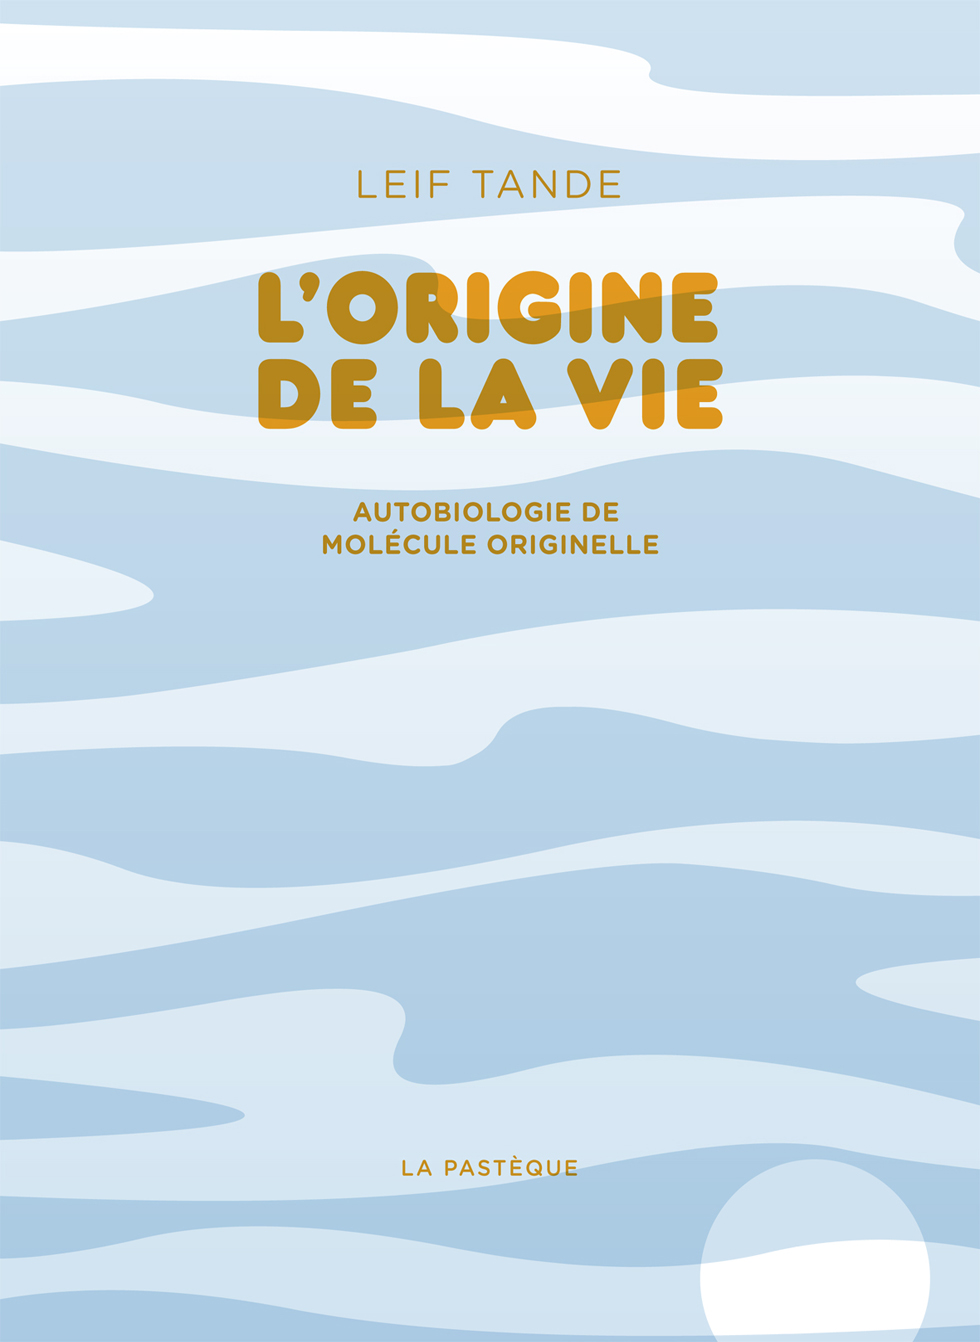 LEIF TANDE
L’ORIGINE
DE LA VIE
AUTOBIOLOGIE DE
MOLÉCULE ORIGINELLE
LA PASTÈQUE